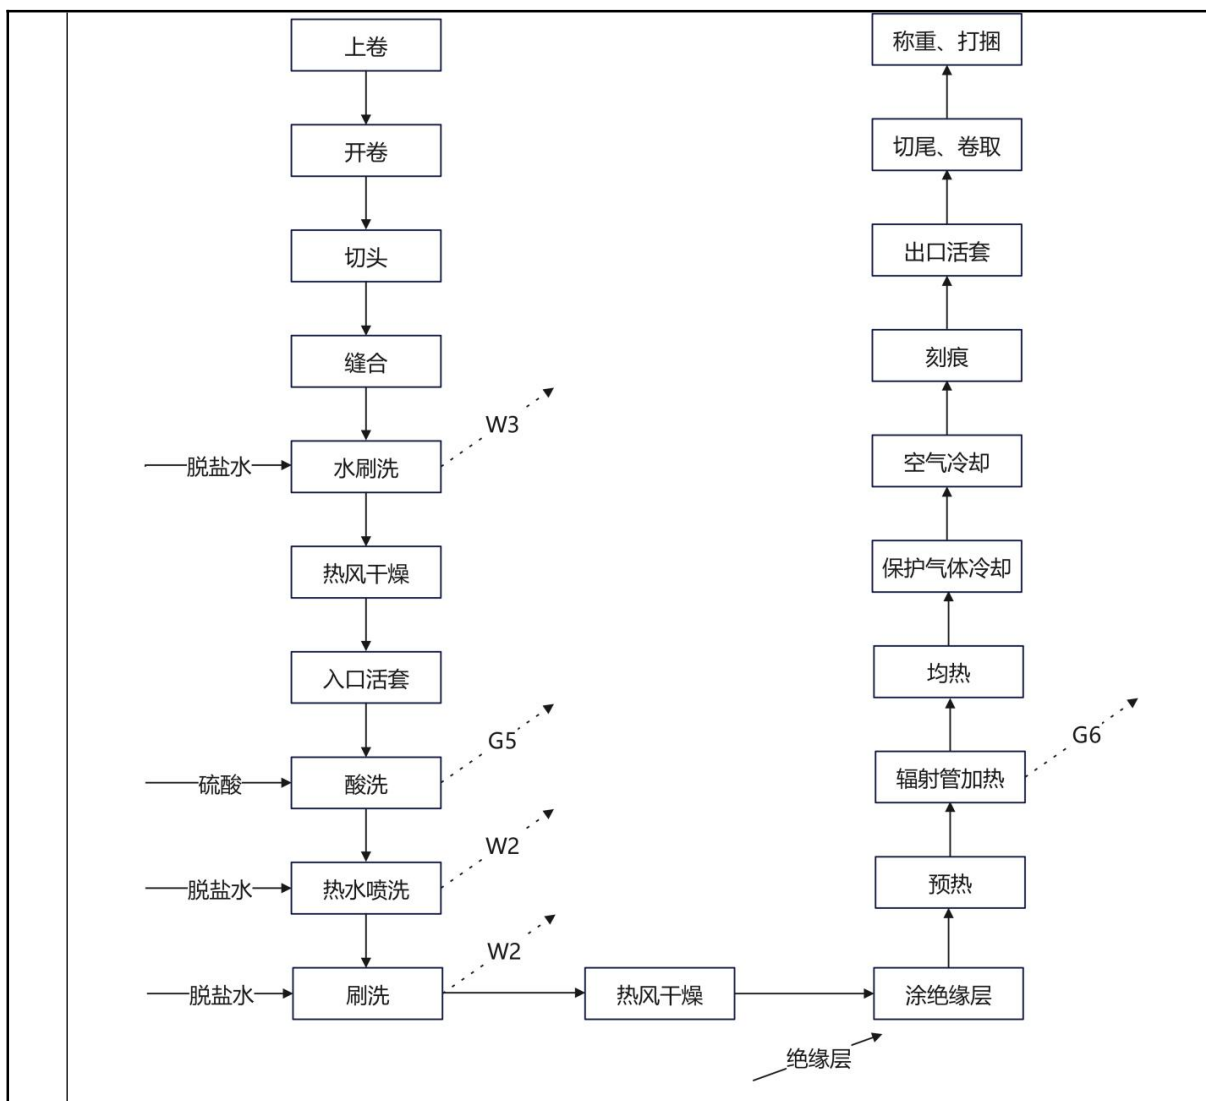 上卷
开卷
切头
缝合
W3
脱盐水
水刷洗
热风干燥
入口活套
G5
硫酸
酸洗
W2
脱盐水
热水喷洗
W2
脱盐水
刷洗
热风干燥
涂绝缘层
绝缘层
预热
辐射管加热
G6
均热
保护气体冷却
空气冷却
刻痕
出口活套
切尾、卷取
称重、打捆